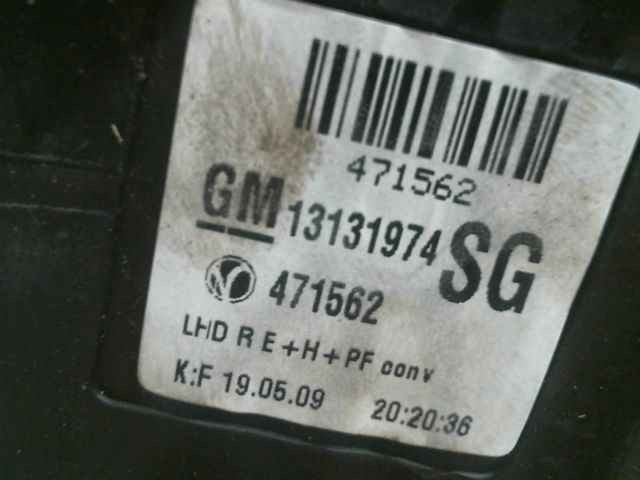 471562
GM 13131974 SG
471562
LHD R E+H+PF conv
K:F 19.05.09 20:20:36